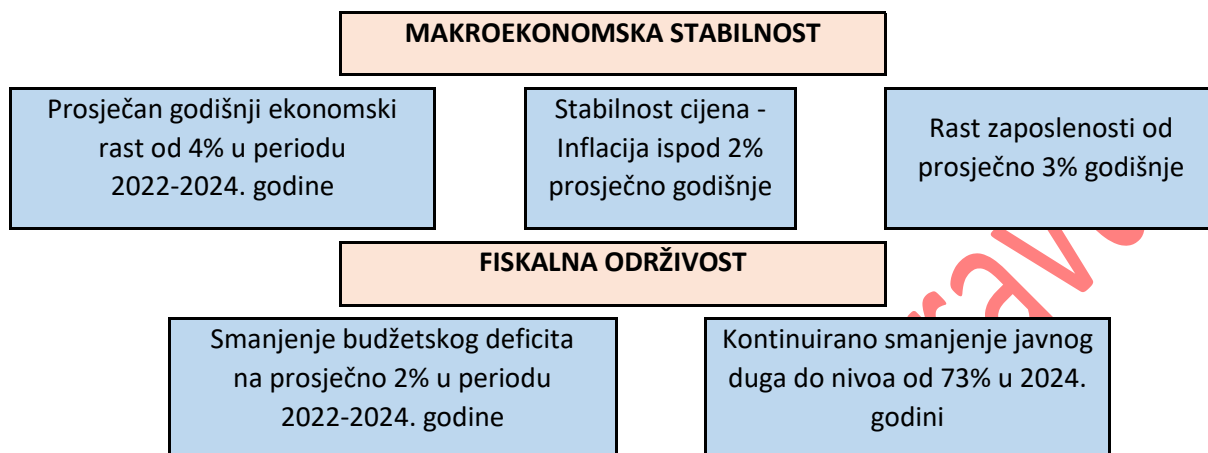 MAKROEKONOMSKA STABILNOST
Prosječan godišnji ekonomski
rast od 4% u periodu
2022-2024. godine
Stabilnost cijena -
Inflacija ispod 2%
prosječno godišnje
Rast zaposlenosti od
prosječno 3% godišnje
FISKALNA ODRŽIVOST
Smanjenje budžetskog deficita
na prosječno 2% u periodu
2022-2024. godine
Kontinuirano smanjenje javnog
duga do nivoa od 73% u 2024.
godini